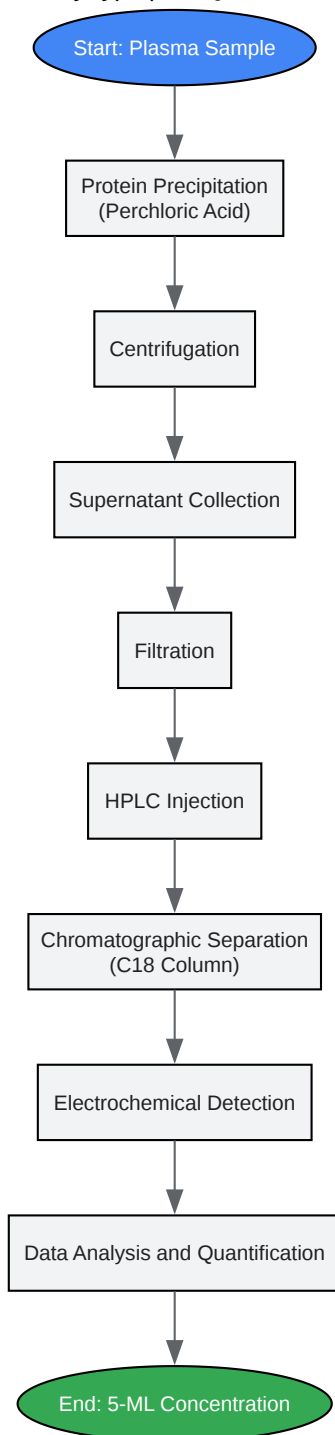 Start: Plasma Sample
Protein Precipitation
(Perchloric Acid)
Centrifugation
Supernatant Collection
Filtration
HPLC Injection
Chromatographic Separation
(C18 Column)
Electrochemical Detection
Data Analysis and Quantification
End: 5-ML Concentration